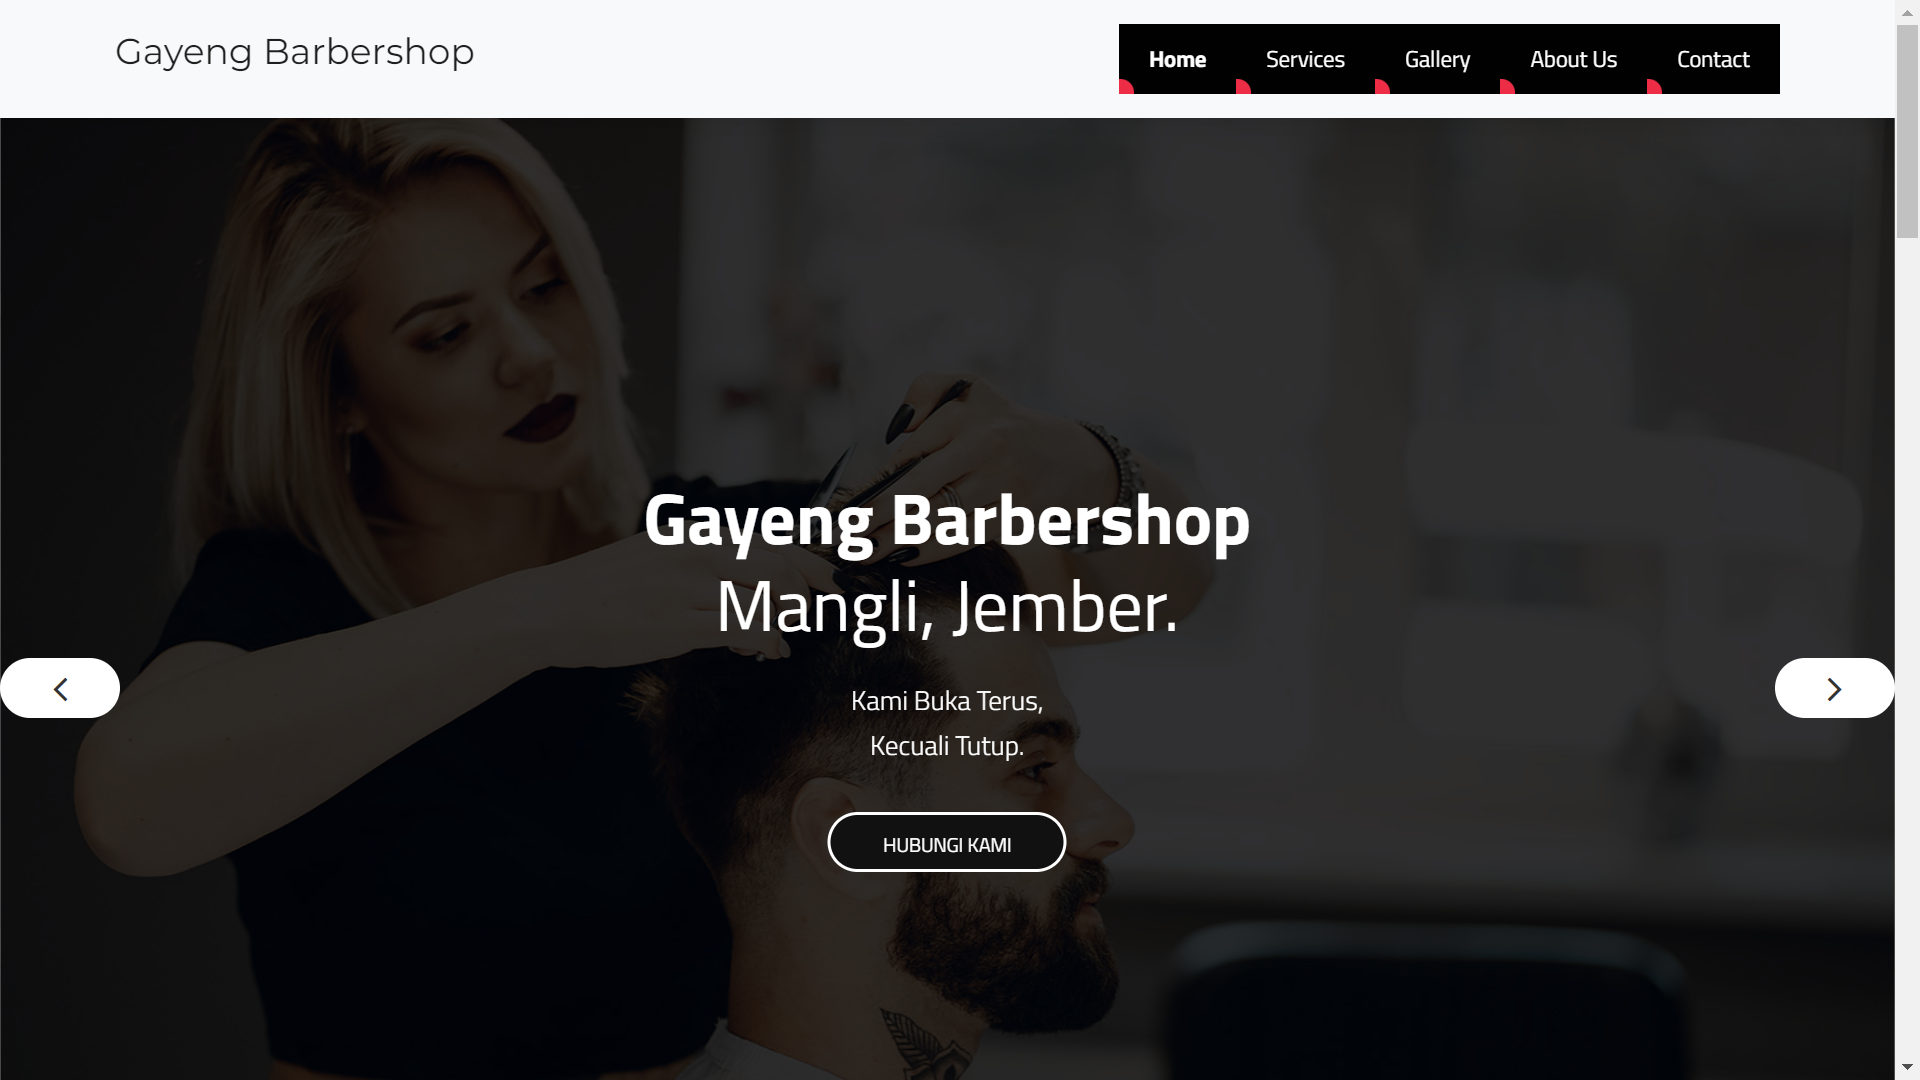 Gayeng Barbershop
Home Services Gallery About Us Contact
Gayeng Barbershop
Mangli, Jember.
Kami Buka Terus,
Kecuali Tutup.
HUBUNGI KAMI